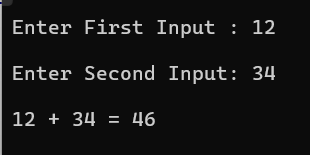 Enter First Input : 12
Enter Second Input: 34
12 + 34 = 46